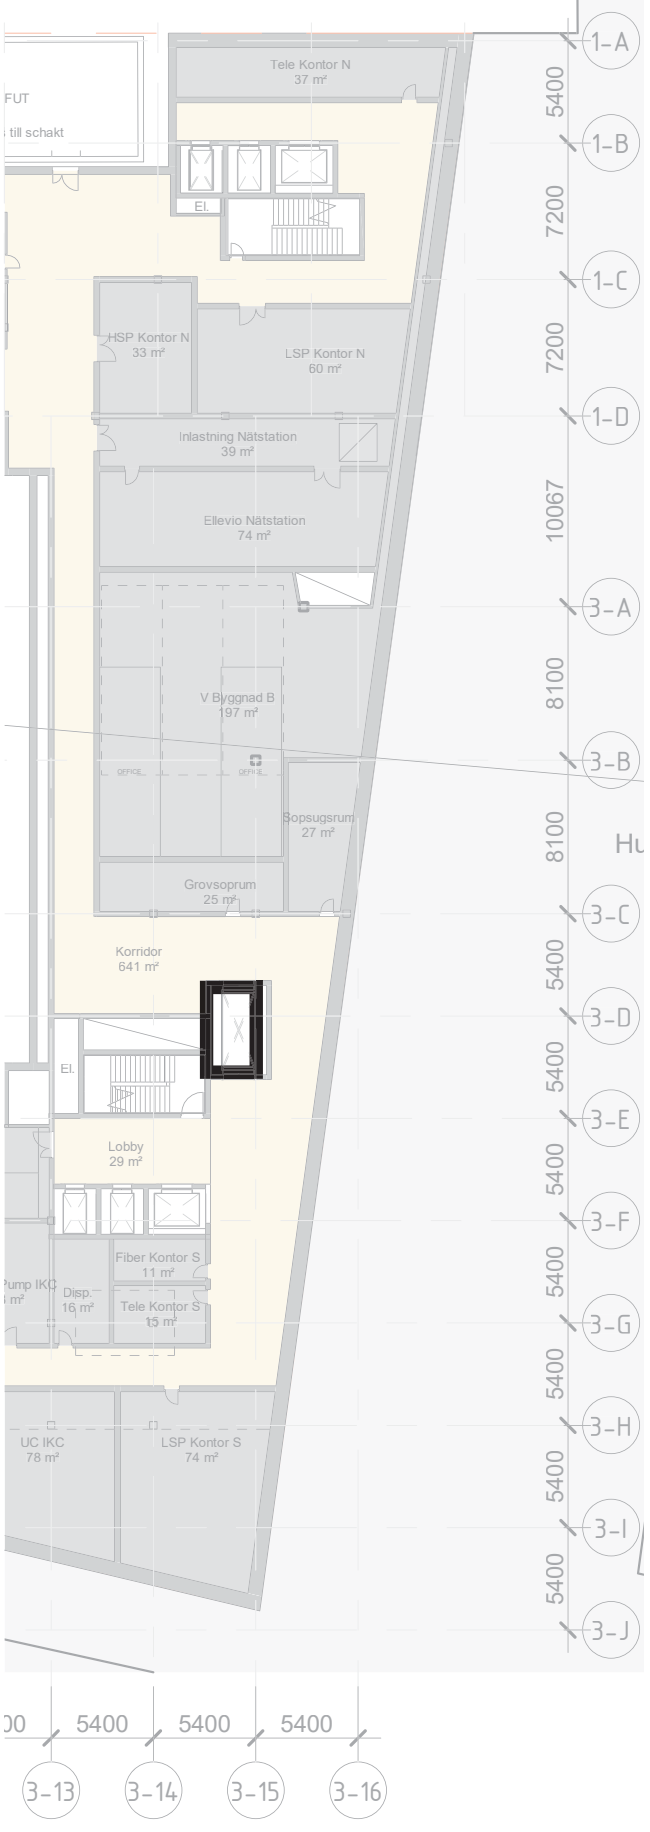 Tele Kontor N
37 m²
1-A
5400
FUT
till schakt
1-B
El.
7200
1-C
HSP Kontor N
33 m²
LSP Kontor N
60 m²
7200
1-D
Inlastning Nätstation
39 m²
10067
Ellevio Nätstation
74 m²
3-A
8100
V Byggnad B
197 m²
3-B
OFFICE
OFFICE
Sopsugsrum
27 m²
8100
Hu
Grovsoprum
25 m²
3-C
Korridor
641 m²
5400
3-D
El.
5400
3-E
Lobby
29 m²
5400
3-F
Fiber Kontor S
11 m²
5400
Pump IKC
m²
Disp.
16 m²
Tele Kontor S
15 m²
3-G
5400
3-H
UC IKC
78 m²
LSP Kontor S
74 m²
5400
3-I
5400
3-J
00
5400
5400
5400
3-13
3-14
3-15
3-16